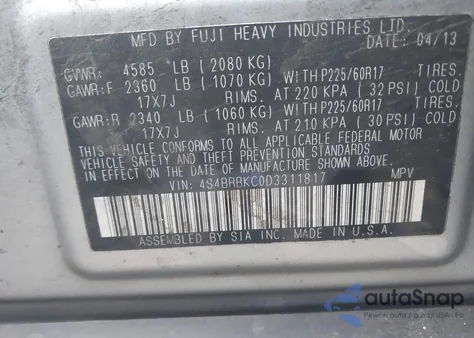 MFD BY FUJI HEAVY INDUSTRIES LTD.
DATE: 04/13
GVWR: 4585 LB (2080 KG)
GAWR:F 2360 LB (1070 KG) WITH P225/60R17 TIRES.
17X7J RIMS. AT 220 KPA (32 PSI) COLD
GAWR:R 2340 LB (1060 KG) WITH P225/60R17 TIRES.
17X7J RIMS. AT 210 KPA (30 PSI) COLD
THIS VEHICLE CONFORMS TO ALL APPLICABLE FEDERAL MOTOR
VEHICLE SAFETY AND THEFT PREVENTION STANDARDS
IN EFFECT ON THE DATE OF MANUFACTURE SHOWN ABOVE.
VIN: 4S4BRBKC0D3311817 MPV
ASSEMBLED BY SIA INC. MADE IN U.S.A.
autoSnap
Pewny auto z USA i EU